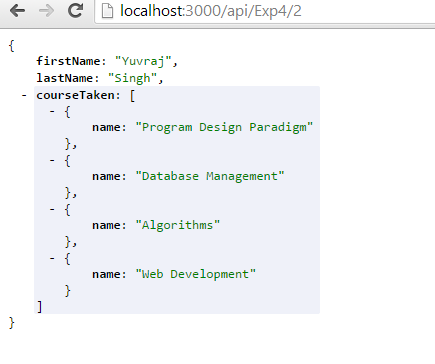 localhost:3000/api/Exp4/2
{
firstName: "Yuvraj",
lastName: "Singh",
- courseTaken: [
- {
name: "Program Design Paradigm"
},
- {
name: "Database Management"
},
- {
name: "Algorithms"
},
- {
name: "Web Development"
}
]
}